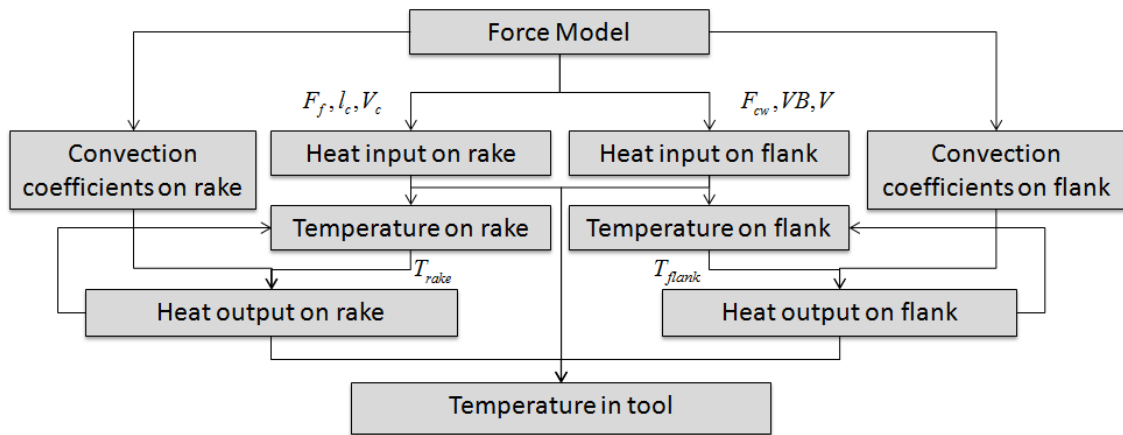 Force Model
F_f, l_c, V_c
F_cw, VB, V
Convection
coefficients on rake
Heat input on rake
Heat input on flank
Convection
coefficients on flank
Temperature on rake
Temperature on flank
T_rake
T_flank
Heat output on rake
Heat output on flank
Temperature in tool